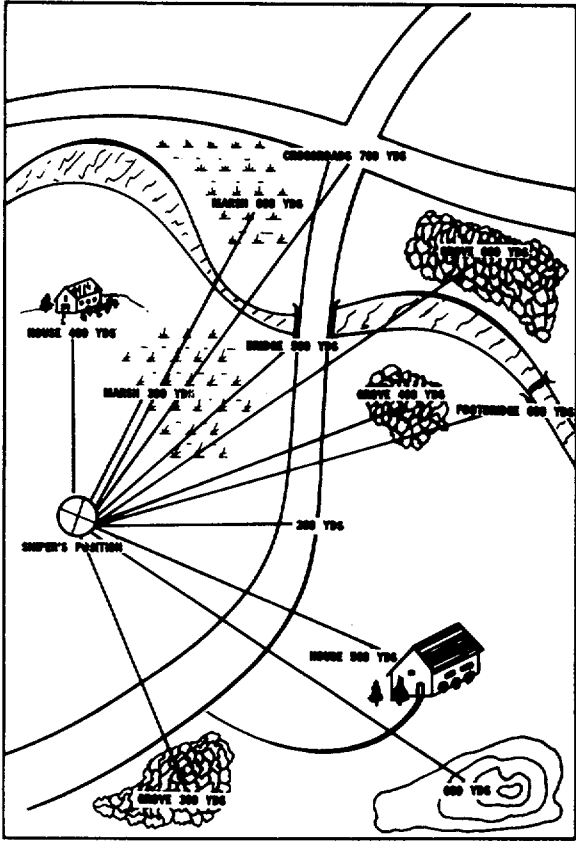 CROSSROADS 700 YDS
MARSH 600 YDS
GROVE 600 YDS
HOUSE 400 YDS
BRIDGE 500 YDS
MARSH 300 YDS
GROVE 400 YDS
FOOTBRIDGE 600 YDS
YDS
SNIPER'S POSITION
HOUSE 500 YDS
GROVE 300 YDS
600 YDS